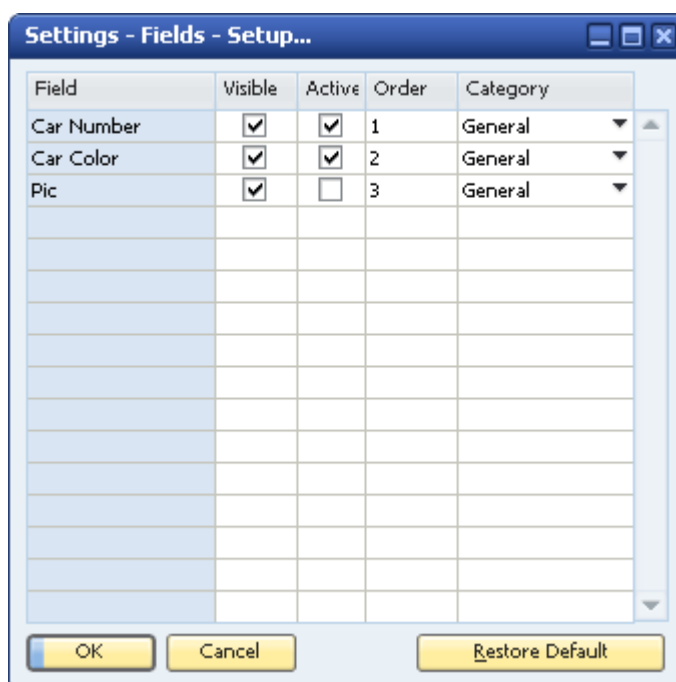 Settings - Fields - Setup...
Field Visible Active Order Category
Car Number 1 General
Car Color 2 General
Pic 3 General
OK Cancel Restore Default